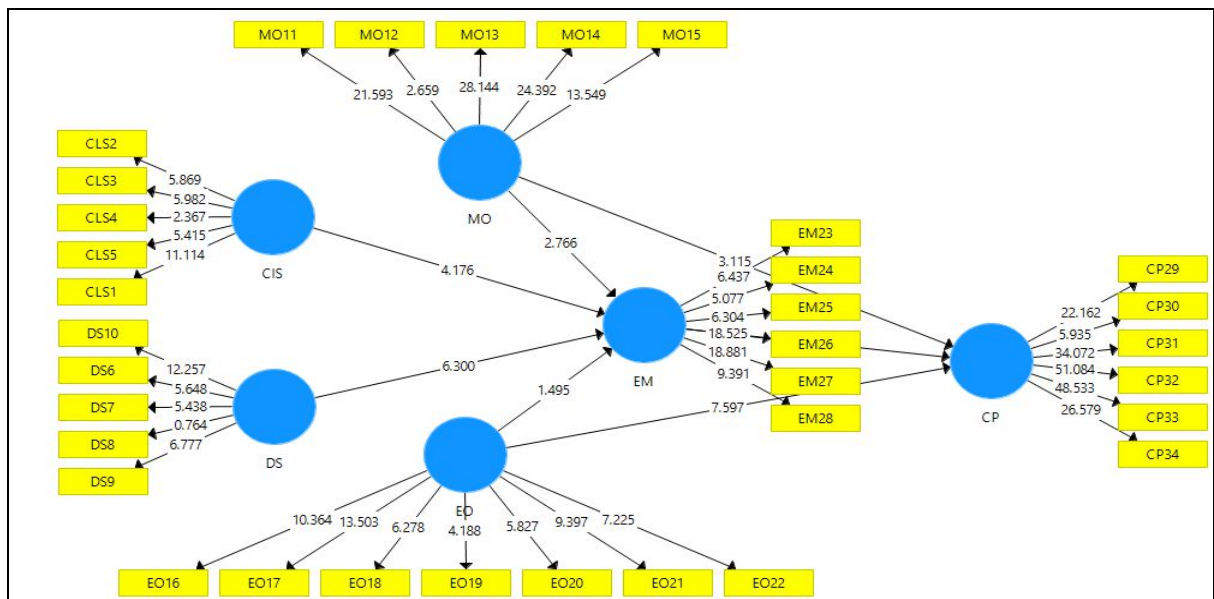 MO11 MO12 MO13 MO14 MO15
21.593 2.659 28.144 24.392 13.549
MO
CLS2
CLS3
CLS4
CLS5
CLS1
5.869
5.982
2.367
5.415
11.114
CIS
4.176
2.766
3.115
DS10
DS6
DS7
DS8
DS9
12.257
5.648
5.438
0.764
6.777
DS
6.300
1.495
EM
6.437
5.077
6.304
18.525
18.881
9.391
EM23
EM24
EM25
EM26
EM27
EM28
7.597
CP
22.162
5.935
34.072
51.084
48.533
26.579
CP29
CP30
CP31
CP32
CP33
CP34
EO
10.364 13.503 6.278 4.188 5.827 9.397 7.225
EO16 EO17 EO18 EO19 EO20 EO21 EO22